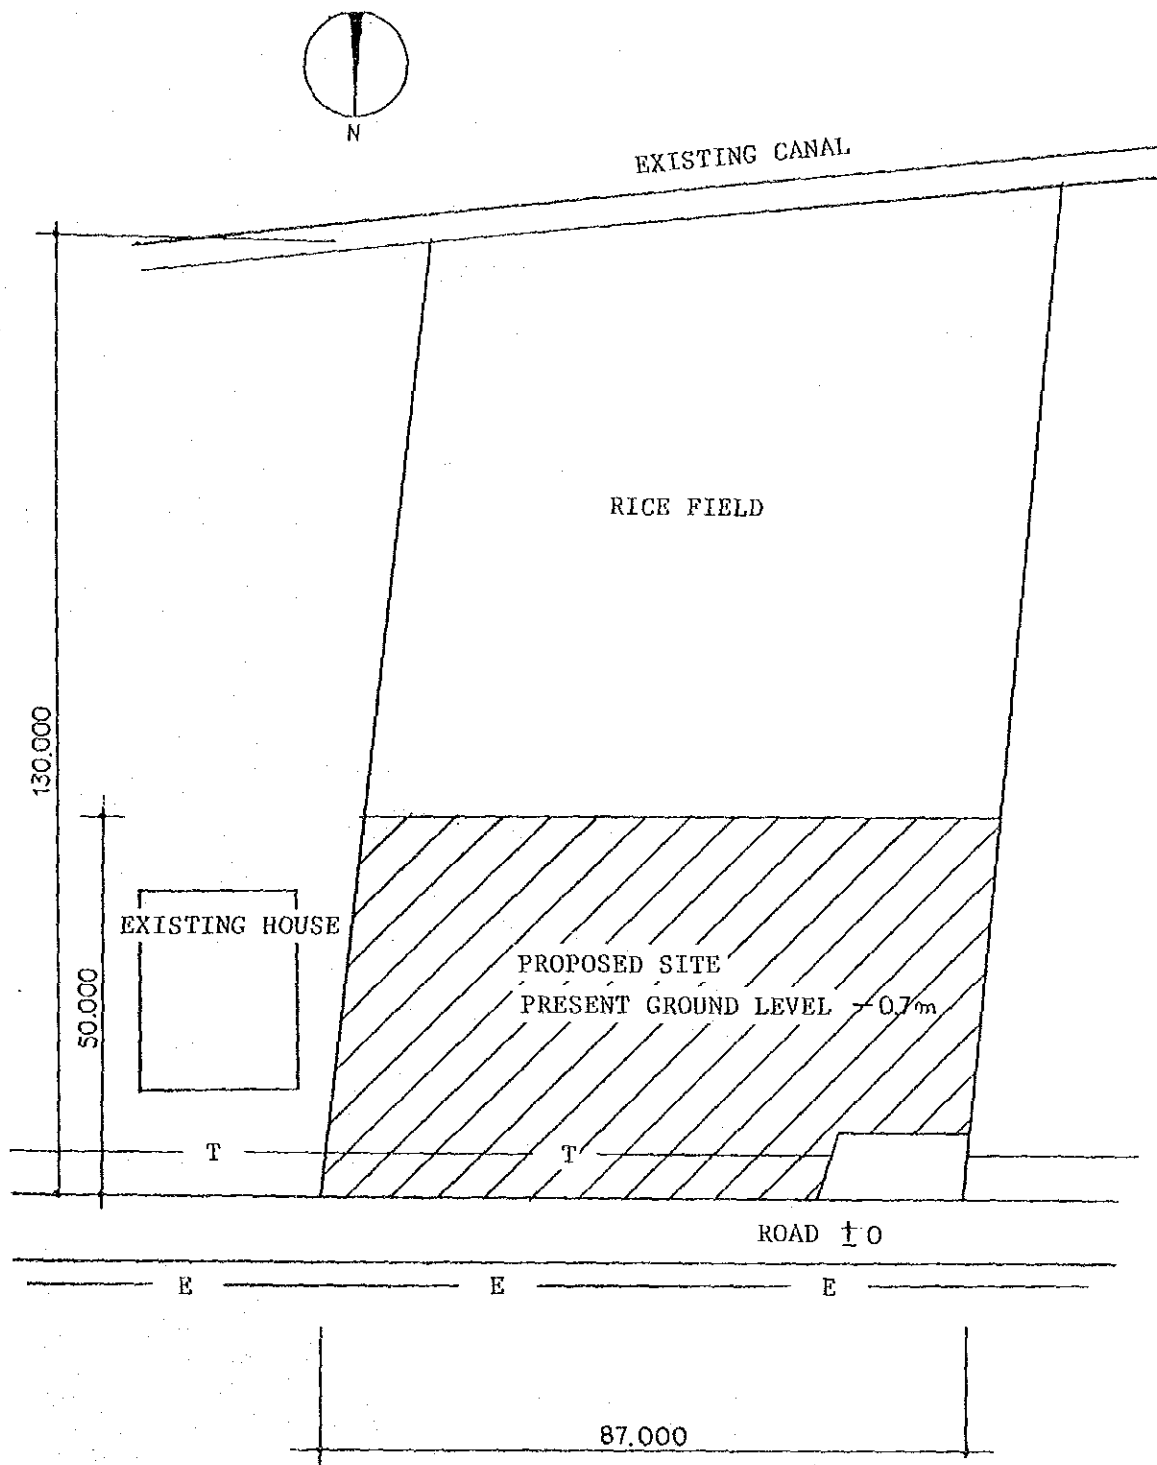 N
EXISTING CANAL
RICE FIELD
130.000
EXISTING HOUSE
50.000
PROPOSED SITE
PRESENT GROUND LEVEL -0.7m
T
T
ROAD ±0
E
E
E
87.000